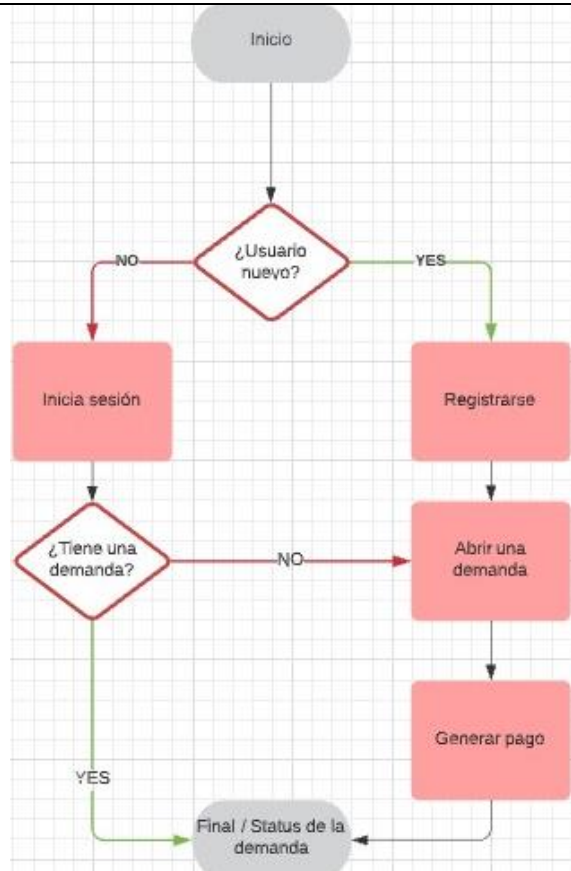 Inicio
¿Usuario
nuevo?
NO
YES
Inicia sesión
Registrarse
¿Tiene una
demanda?
NO
Abrir una
demanda
Generar pago
YES
Final / Status de la
demanda